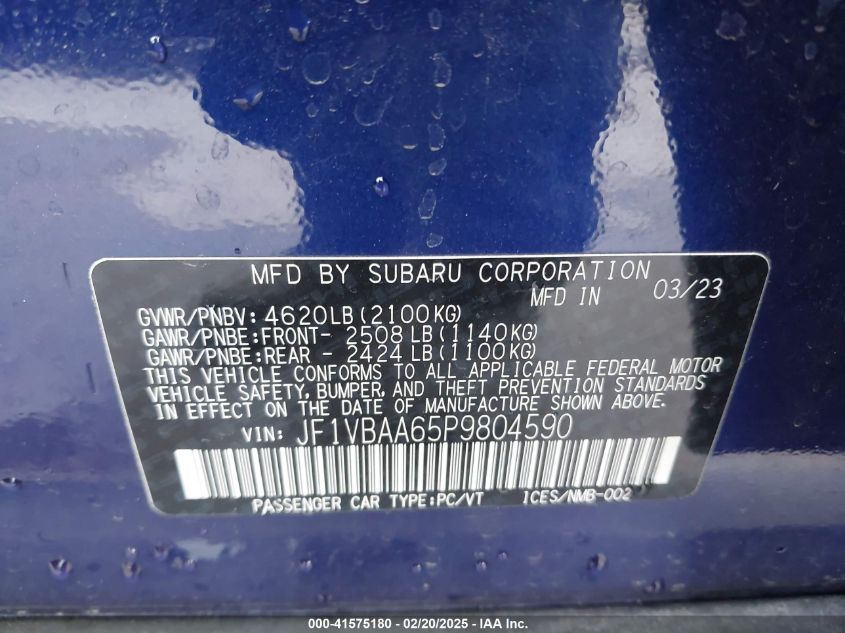 MFD BY SUBARU CORPORATION
MFD IN 03/23
GVWR/PNBV: 4620LB (2100KG)
GAWR/PNBE:FRONT- 2508 LB (1140KG)
GAWR/PNBE:REAR - 2424 LB (1100KG)
THIS VEHICLE CONFORMS TO ALL APPLICABLE FEDERAL MOTOR
VEHICLE SAFETY, BUMPER, AND THEFT PREVENTION STANDARDS
IN EFFECT ON THE DATE OF MANUFACTURE SHOWN ABOVE.
VIN: JF1VBAA65P9804590
PASSENGER CAR TYPE:PC/VT ICES/NMB-002
000-41575180 - 02/20/2025 - IAA Inc.